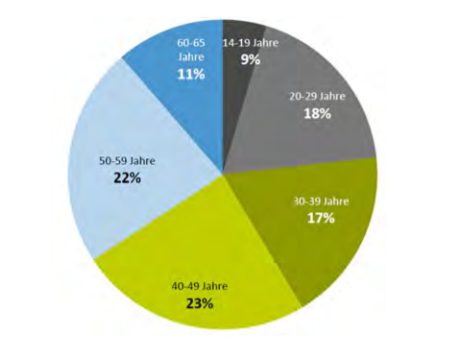 14-19 Jahre
9%
20-29 Jahre
18%
30-39 Jahre
17%
40-49 Jahre
23%
50-59 Jahre
22%
60-65
Jahre
11%